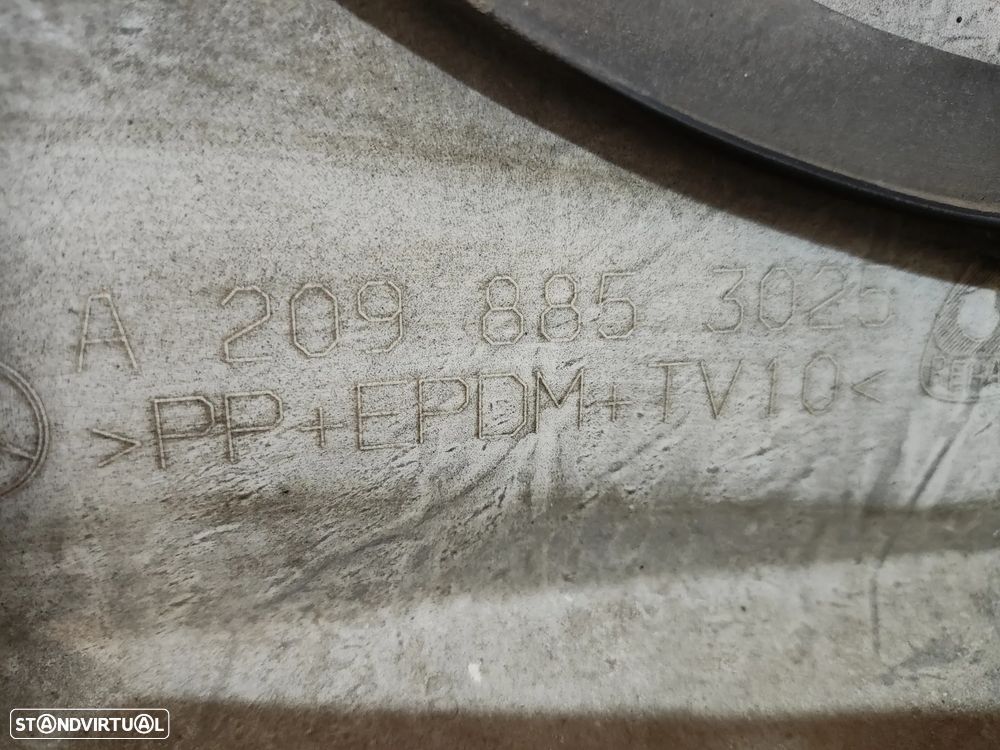 A 209 885 3025
>PP+EPDM+TV10<
STANDVIRTUAL